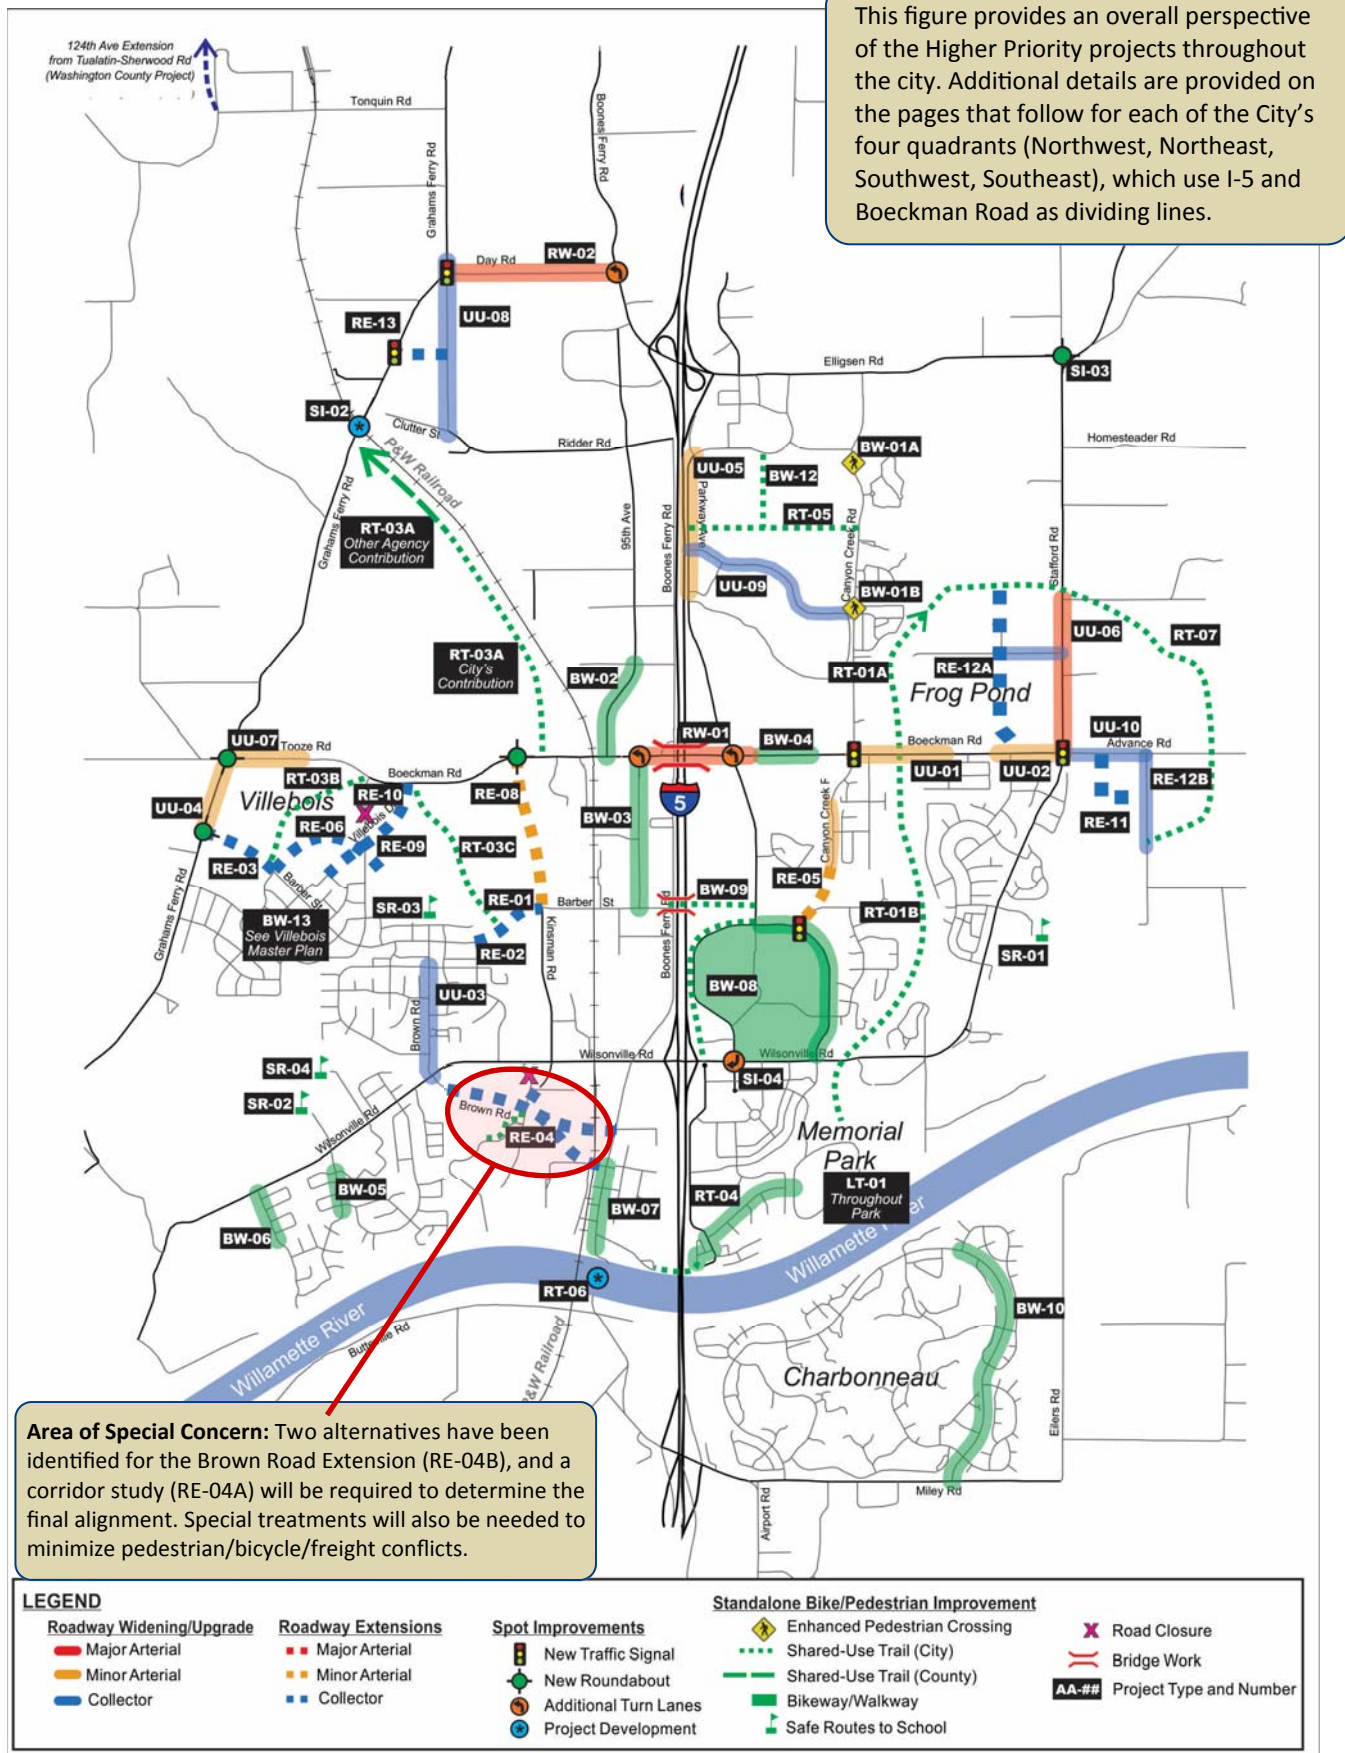 This figure provides an overall perspective
of the Higher Priority projects throughout
the city. Additional details are provided on
the pages that follow for each of the City's
four quadrants (Northwest, Northeast,
Southwest, Southeast), which use I-5 and
Boeckman Road as dividing lines.
124th Ave Extension
from Tualatin-Sherwood Rd
(Washington County Project)
Tonquin Rd
Grahams Ferry Rd
Boones Ferry Rd
Day Rd
RW-02
RE-13
UU-08
Elligsen Rd
SI-03
SI-02
Clutter St
Ridder Rd
P&W Railroad
Homesteader Rd
BW-01A
UU-05
BW-12
Parkway Ave
RT-05
95th Ave
Boones Ferry Rd
Canyon Creek Rd
Stafford Rd
Grahams Ferry Rd
RT-03A
Other Agency
Contribution
UU-09
BW-01B
UU-06
RT-07
RT-03A
City's
Contribution
BW-02
RT-01A
RE-12A
Frog Pond
UU-07
Tooze Rd
RW-01
BW-04
Boeckman Rd
UU-10
Advance Rd
RT-03B
Boeckman Rd
UU-01
UU-02
RE-12B
UU-04
Villebois
RE-10
RE-08
5
RE-06
BW-03
Canyon Creek F
RE-11
RE-03
RE-09
RT-03C
Barber St
RE-05
BW-09
SR-03
RE-01
Barber St
RT-01B
BW-13
See Villebois
Master Plan
Grahams Ferry Rd
RE-02
Kinsman Rd
SR-01
BW-08
UU-03
Brown Rd
Wilsonville Rd
Wilsonville Rd
SR-04
SI-04
SR-02
Brown Rd
Wilsonville Rd
RE-04
Memorial
Park
BW-05
RT-04
LT-01
Throughout
Park
BW-06
BW-07
Willamette River
RT-06
BW-10
Willamette River
P&W Railroad
Charbonneau
Eilers Rd
Miley Rd
Airport Rd
Area of Special Concern: Two alternatives have been
identified for the Brown Road Extension (RE-04B), and a
corridor study (RE-04A) will be required to determine the
final alignment. Special treatments will also be needed to
minimize pedestrian/bicycle/freight conflicts.
LEGEND
Roadway Widening/Upgrade
Major Arterial
Minor Arterial
Collector
Roadway Extensions
Major Arterial
Minor Arterial
Collector
Spot Improvements
New Traffic Signal
New Roundabout
Additional Turn Lanes
Project Development
Standalone Bike/Pedestrian Improvement
Enhanced Pedestrian Crossing
Shared-Use Trail (City)
Shared-Use Trail (County)
Bikeway/Walkway
Safe Routes to School
Road Closure
Bridge Work
AA-## Project Type and Number